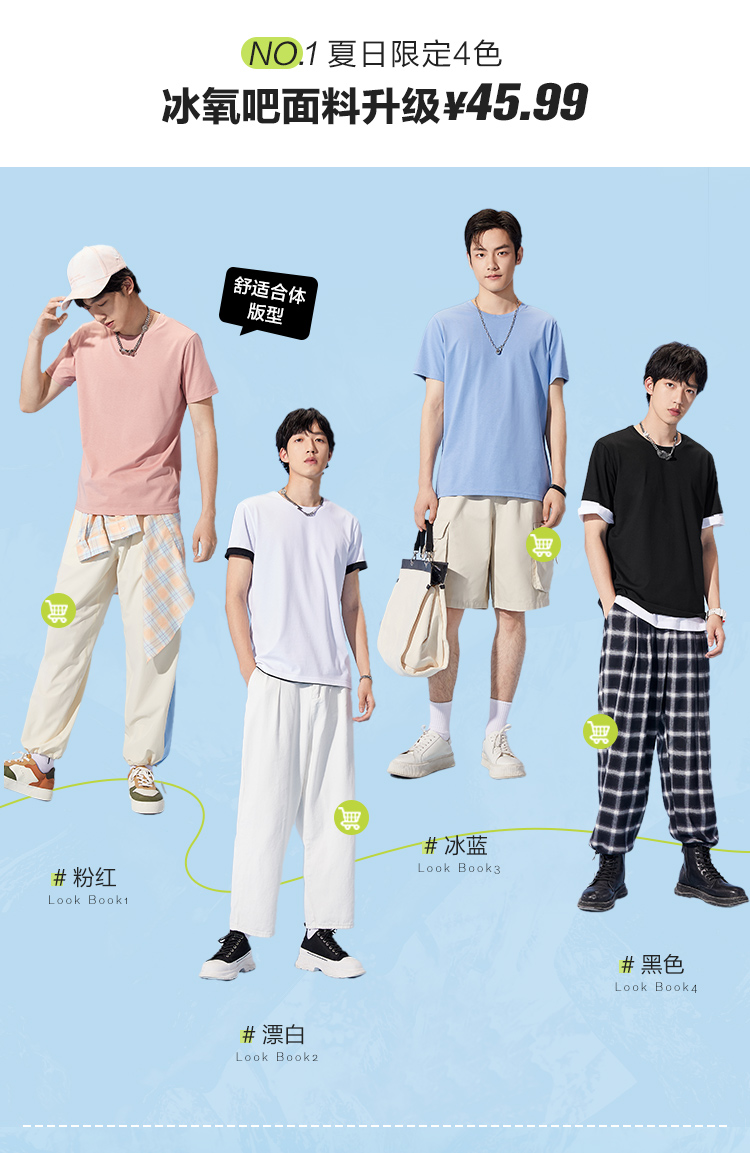 NO.1 夏日限定4色
冰氧吧面料升级¥45.99
舒适合体
版型
# 粉红
Look Book1
# 冰蓝
Look Book3
# 黑色
Look Book4
# 漂白
Look Book2